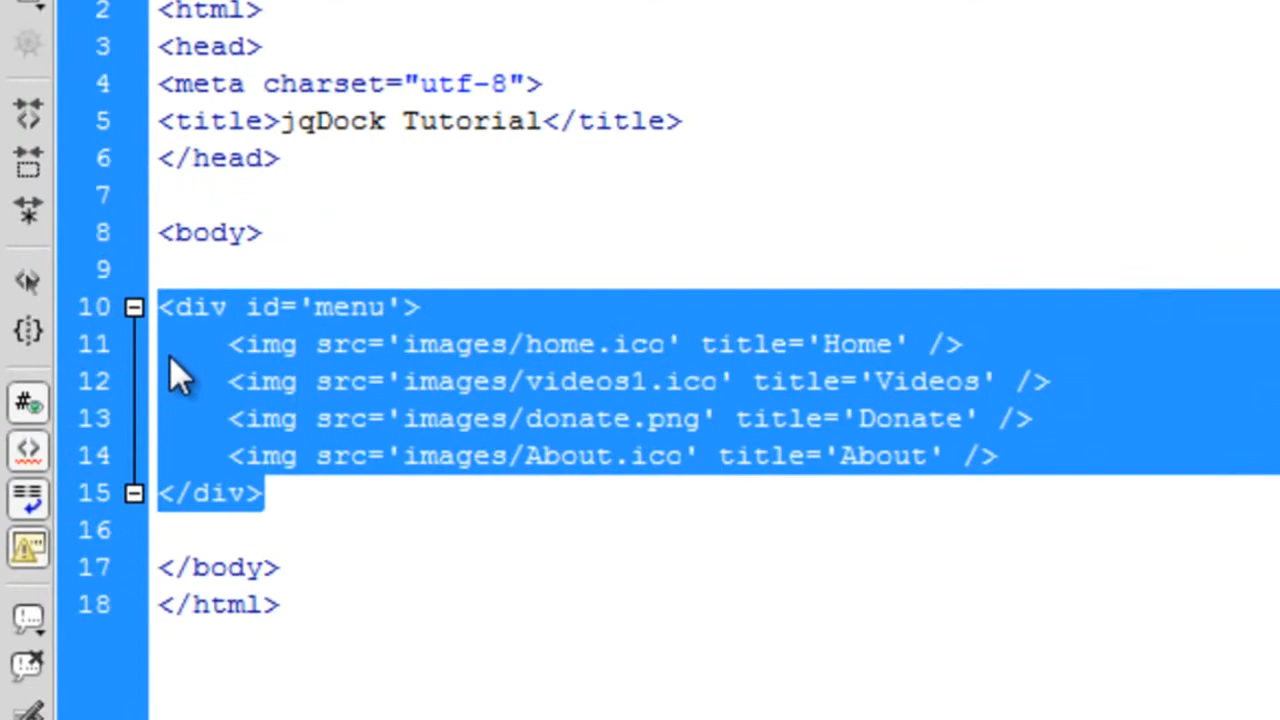 2 <html>
3 <head>
4 <meta charset="utf-8">
5 <title>jqDock Tutorial</title>
6 </head>
7
8 <body>
9
10 <div id='menu'>
11 <img src='images/home.ico' title='Home' />
12 <img src='images/videos1.ico' title='Videos' />
13 <img src='images/donate.png' title='Donate' />
14 <img src='images/About.ico' title='About' />
15 </div>
16
17 </body>
18 </html>